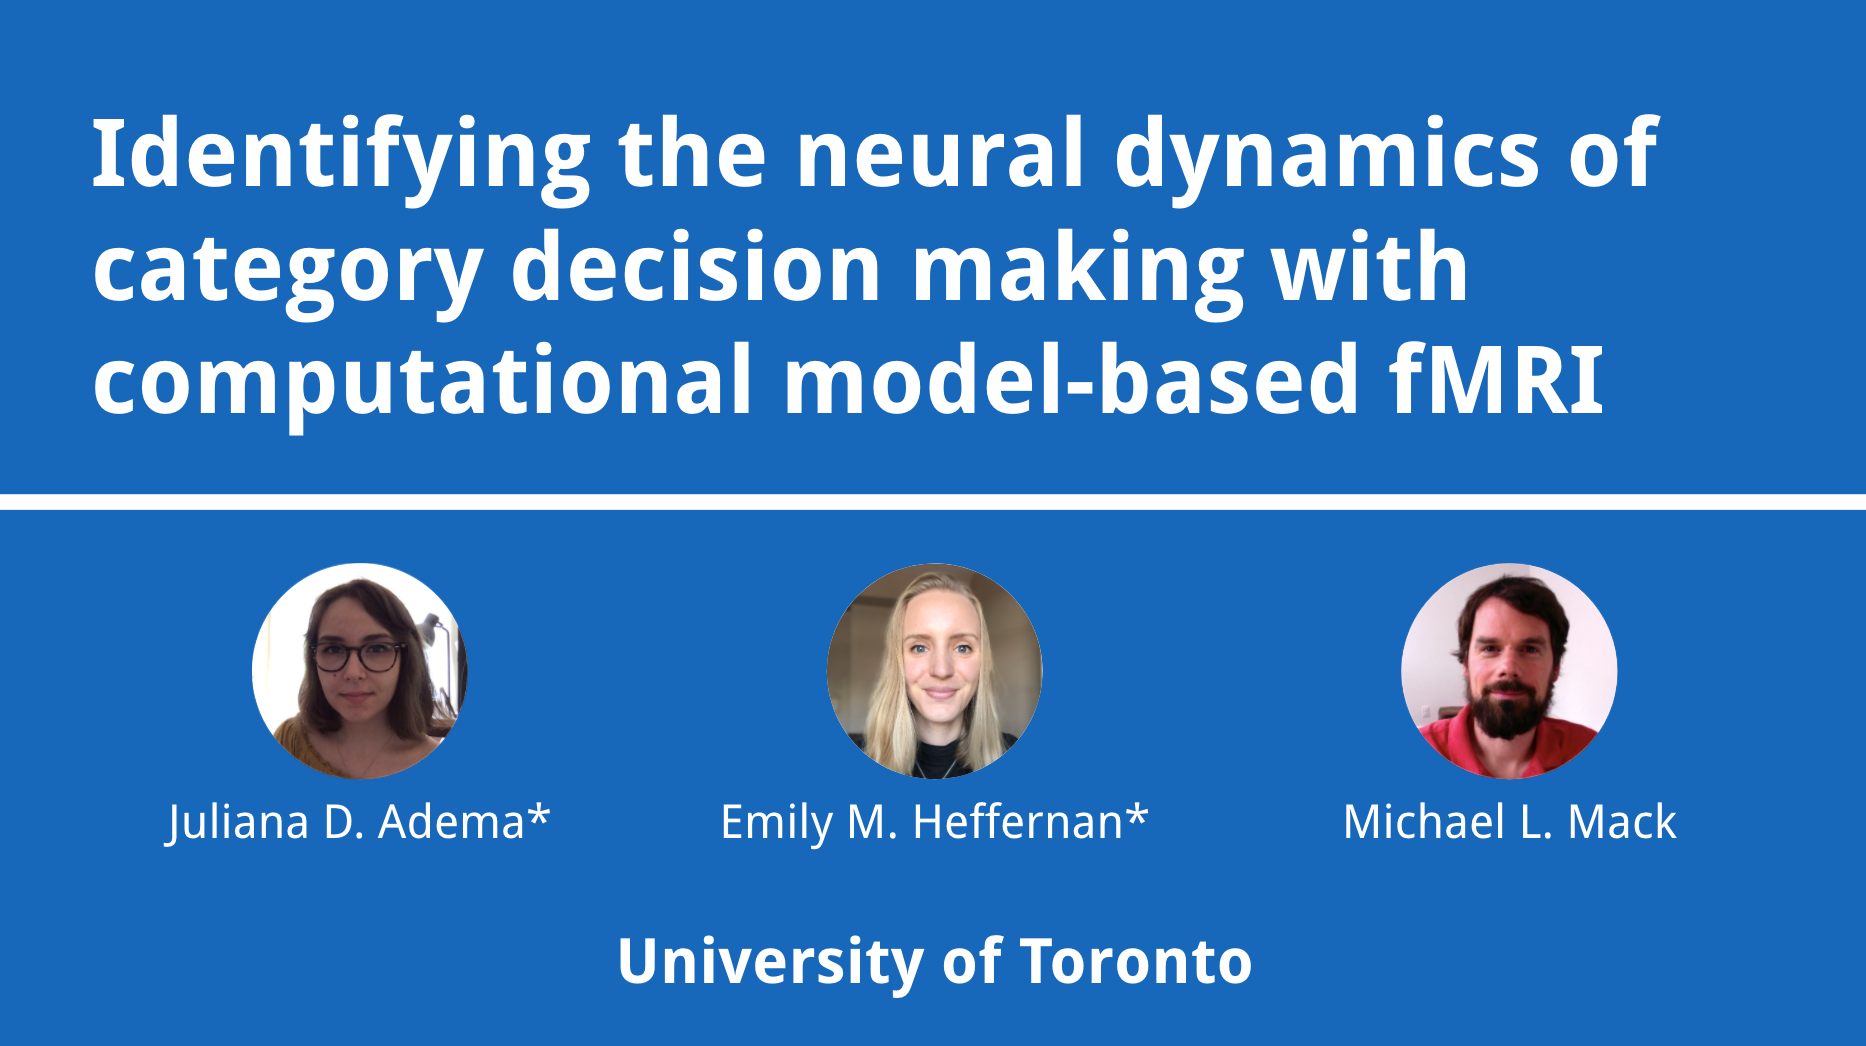 Identifying the neural dynamics of
category decision making with
computational model-based fMRI
Juliana D. Adema*
Emily M. Heffernan*
Michael L. Mack
University of Toronto